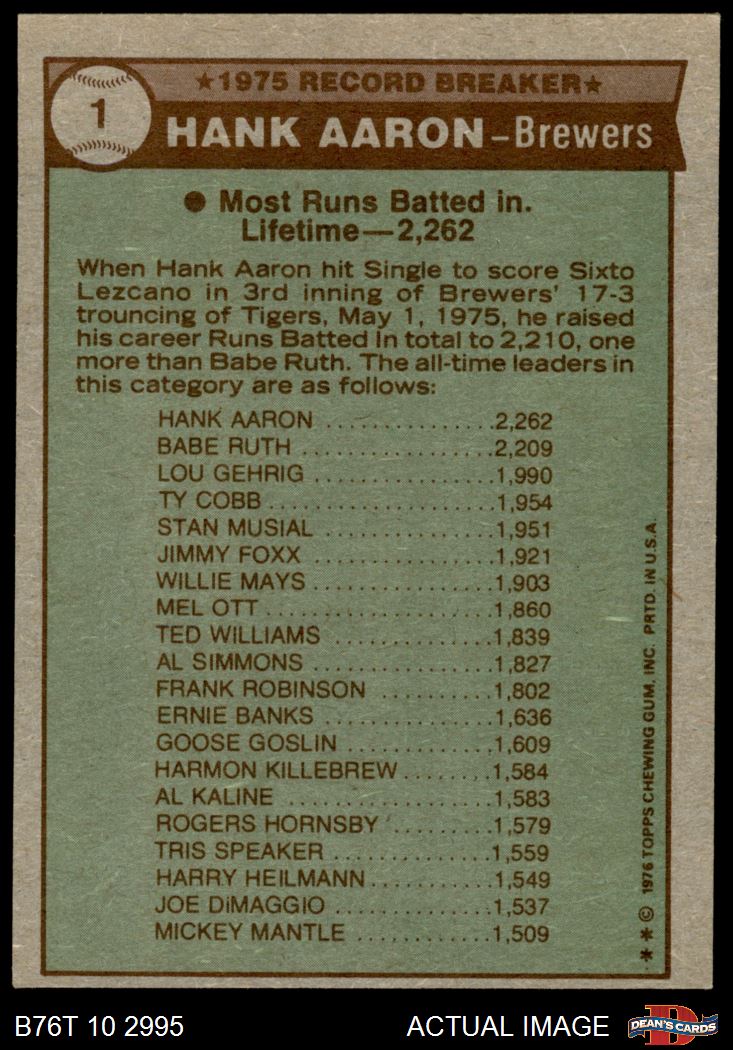 1
★1975 RECORD BREAKER★
HANK AARON–Brewers
● Most Runs Batted in.
Lifetime—2,262
When Hank Aaron hit Single to score Sixto
Lezcano in 3rd inning of Brewers' 17-3
trouncing of Tigers, May 1, 1975, he raised
his career Runs Batted In total to 2,210, one
more than Babe Ruth. The all-time leaders in
this category are as follows:
HANK AARON ...............2,262
BABE RUTH .................2,209
LOU GEHRIG ................1,990
TY COBB ....................1,954
STAN MUSIAL ...............1,951
JIMMY FOXX ................1,921
WILLIE MAYS ................1,903
MEL OTT ....................1,860
TED WILLIAMS ..............1,839
AL SIMMONS ................1,827
FRANK ROBINSON ..........1,802
ERNIE BANKS ...............1,636
GOOSE GOSLIN .............1,609
HARMON KILLEBREW ........1,584
AL KALINE ..................1,583
ROGERS HORNSBY .........1,579
TRIS SPEAKER ..............1,559
HARRY HEILMANN ...........1,549
JOE DiMAGGIO ..............1,537
MICKEY MANTLE ............1,509
✶✶© 1976 TOPPS CHEWING GUM, INC. PRTD. IN U.S.A.
B76T 10 2995
ACTUAL IMAGE
D
DEAN'S CARDS